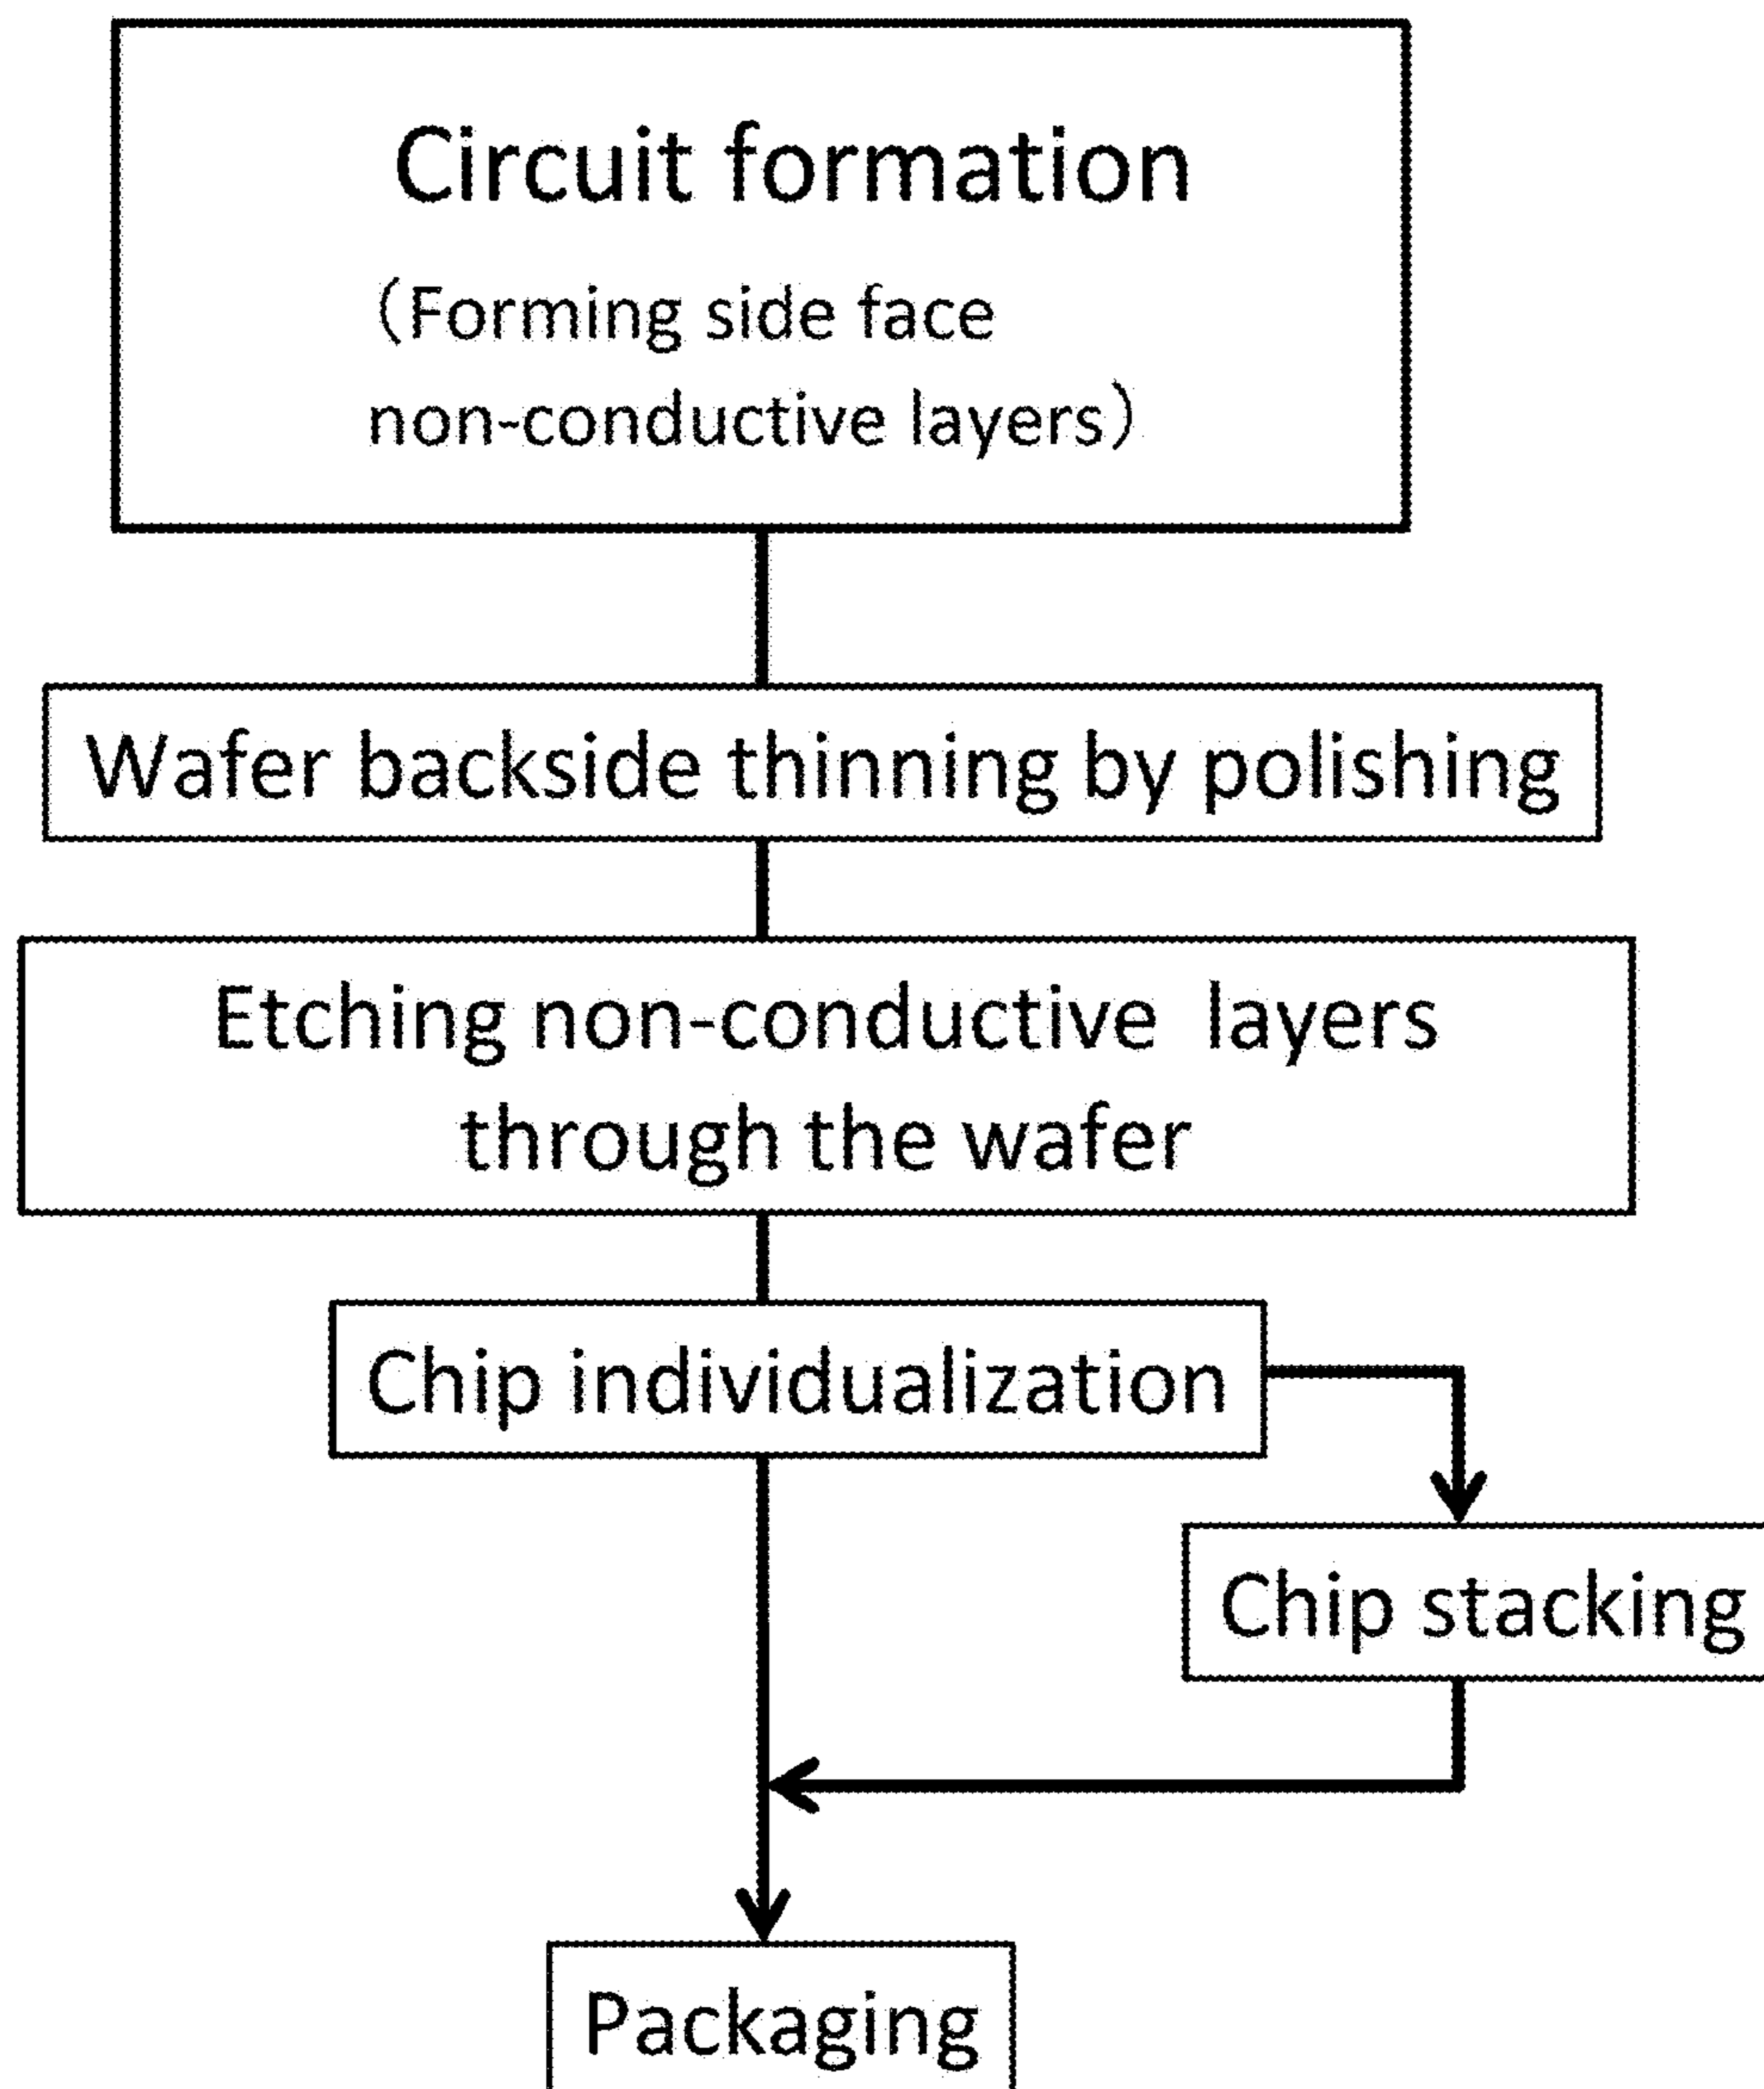 Circuit formation
（Forming side face
non-conductive layers）
Wafer backside thinning by polishing
Etching non-conductive layers
through the wafer
Chip individualization
Chip stacking
Packaging